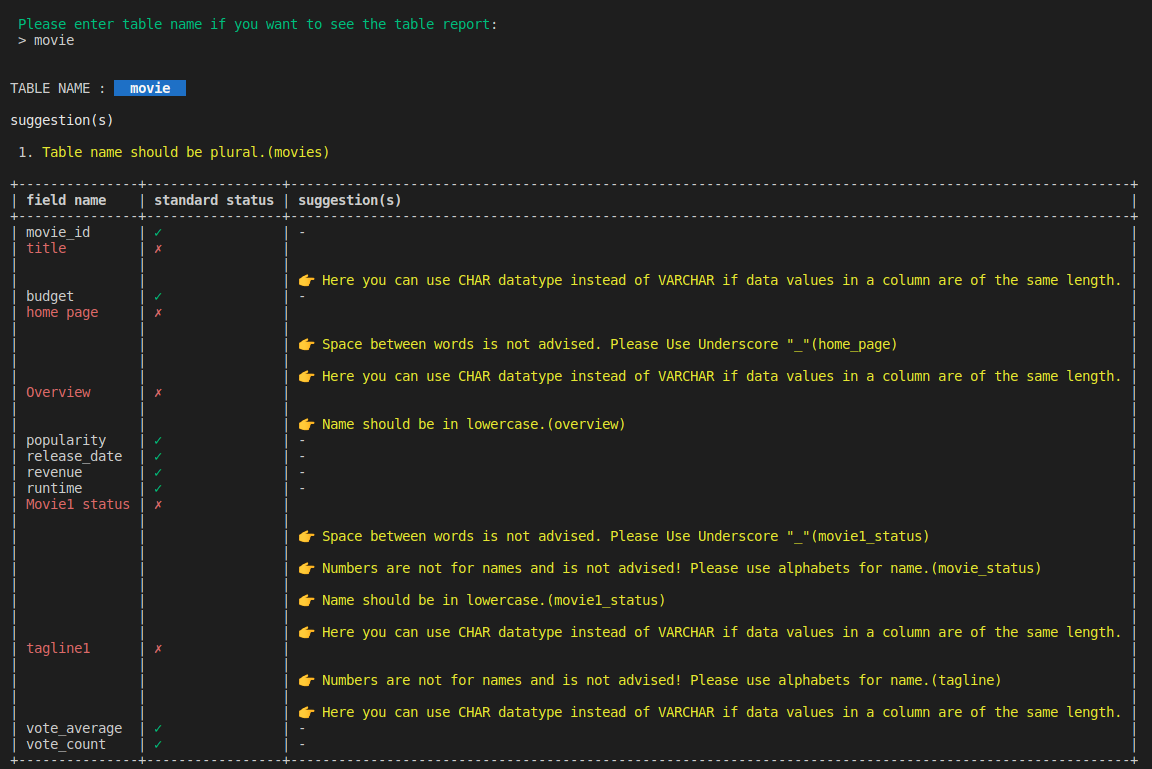 Please enter table name if you want to see the table report:
> movie
TABLE NAME : movie
suggestion(s)
1. Table name should be plural.(movies)
+---------------+-----------------+---------------------------------------------------------------------------------------------------------+
| field name | standard status | suggestion(s) |
+---------------+-----------------+---------------------------------------------------------------------------------------------------------+
| movie_id | ✓ | - |
| title | ✗ | |
| | | |
| | | 👉 Here you can use CHAR datatype instead of VARCHAR if data values in a column are of the same length. |
| budget | ✓ | - |
| home page | ✗ | |
| | | |
| | | 👉 Space between words is not advised. Please Use Underscore "_"(home_page) |
| | | |
| | | 👉 Here you can use CHAR datatype instead of VARCHAR if data values in a column are of the same length. |
| Overview | ✗ | |
| | | |
| | | 👉 Name should be in lowercase.(overview) |
| popularity | ✓ | - |
| release_date | ✓ | - |
| revenue | ✓ | - |
| runtime | ✓ | - |
| Movie1 status | ✗ | |
| | | |
| | | 👉 Space between words is not advised. Please Use Underscore "_"(movie1_status) |
| | | |
| | | 👉 Numbers are not for names and is not advised! Please use alphabets for name.(movie_status) |
| | | |
| | | 👉 Name should be in lowercase.(movie1_status) |
| | | |
| | | 👉 Here you can use CHAR datatype instead of VARCHAR if data values in a column are of the same length. |
| tagline1 | ✗ | |
| | | |
| | | 👉 Numbers are not for names and is not advised! Please use alphabets for name.(tagline) |
| | | |
| | | 👉 Here you can use CHAR datatype instead of VARCHAR if data values in a column are of the same length. |
| vote_average | ✓ | - |
| vote_count | ✓ | - |
+---------------+-----------------+---------------------------------------------------------------------------------------------------------+